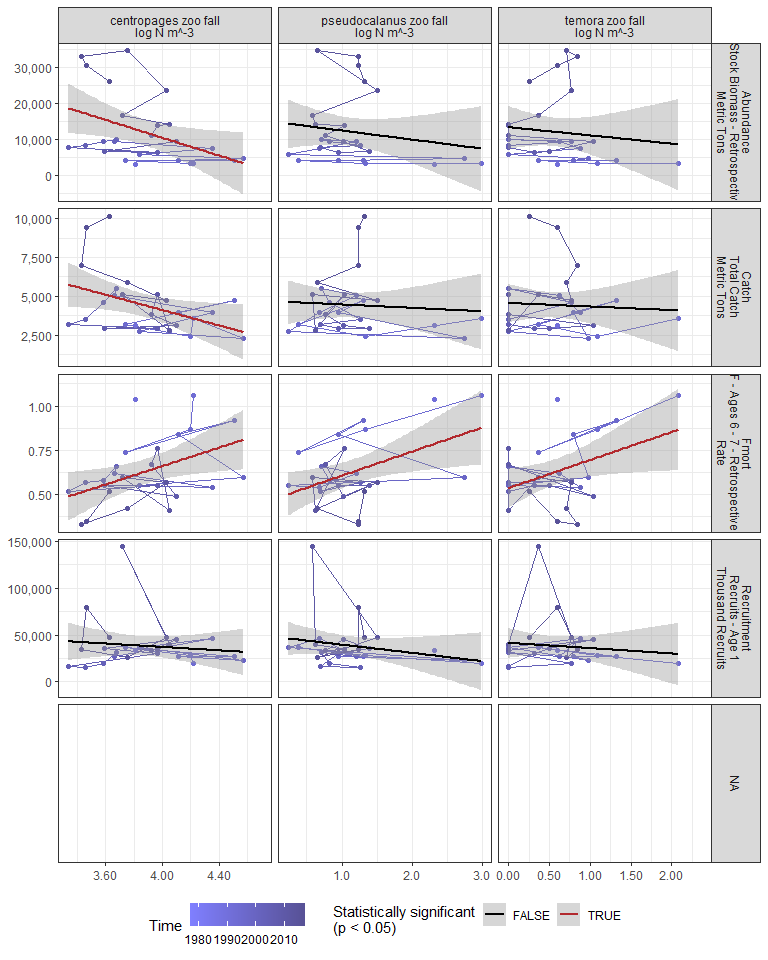 centropages zoo fall
log N m^-3
pseudocalanus zoo fall
log N m^-3
temora zoo fall
log N m^-3
30,000
20,000
10,000
0
Abundance
Stock Biomass - Retrospectiv
Metric Tons
10,000
7,500
5,000
2,500
Catch
Total Catch
Metric Tons
1.00
0.75
0.50
Fmort
F - Ages 6 - 7 - Retrospective
Rate
150,000
100,000
50,000
0
Recruitment
Recruits - Age 1
Thousand Recruits
NA
3.60
4.00
4.40
1.0
2.0
3.0
0.00
0.50
1.00
1.50
2.00
Time
1980
1990
2000
2010
Statistically significant
(p < 0.05)
FALSE
TRUE